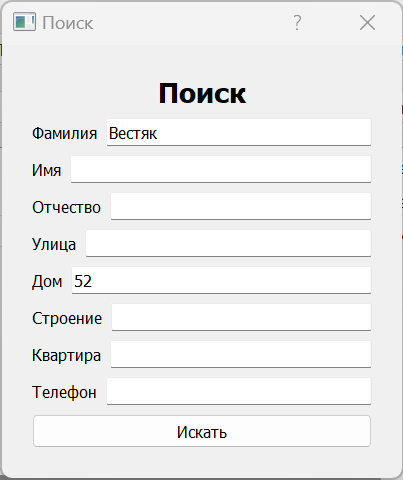 Поиск
Поиск
Фамилия Вестяк
Имя
Отчество
Улица
Дом 52
Строение
Квартира
Телефон
Искать